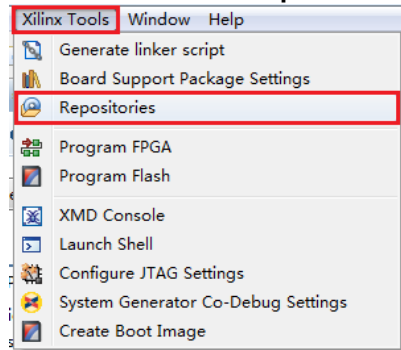 Xilinx Tools Window Help
Generate linker script
Board Support Package Settings
Repositories
Program FPGA
Program Flash
XMD Console
Launch Shell
Configure JTAG Settings
System Generator Co-Debug Settings
Create Boot Image